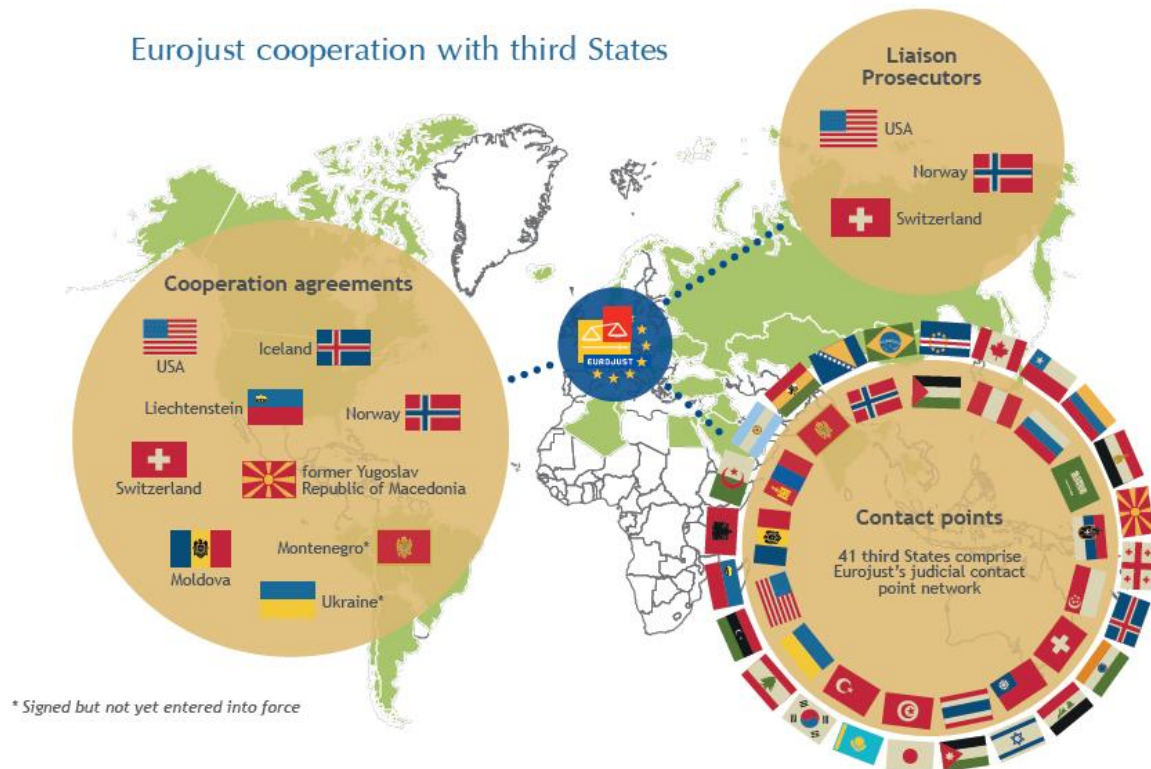 Eurojust cooperation with third States
Liaison
Prosecutors
USA
Norway
Switzerland
Cooperation agreements
USA
Iceland
Liechtenstein
Norway
Switzerland
former Yugoslav
Republic of Macedonia
Moldova
Montenegro*
Ukraine*
EUROJUST
Contact points
41 third States comprise
Eurojust's judicial contact
point network
* Signed but not yet entered into force